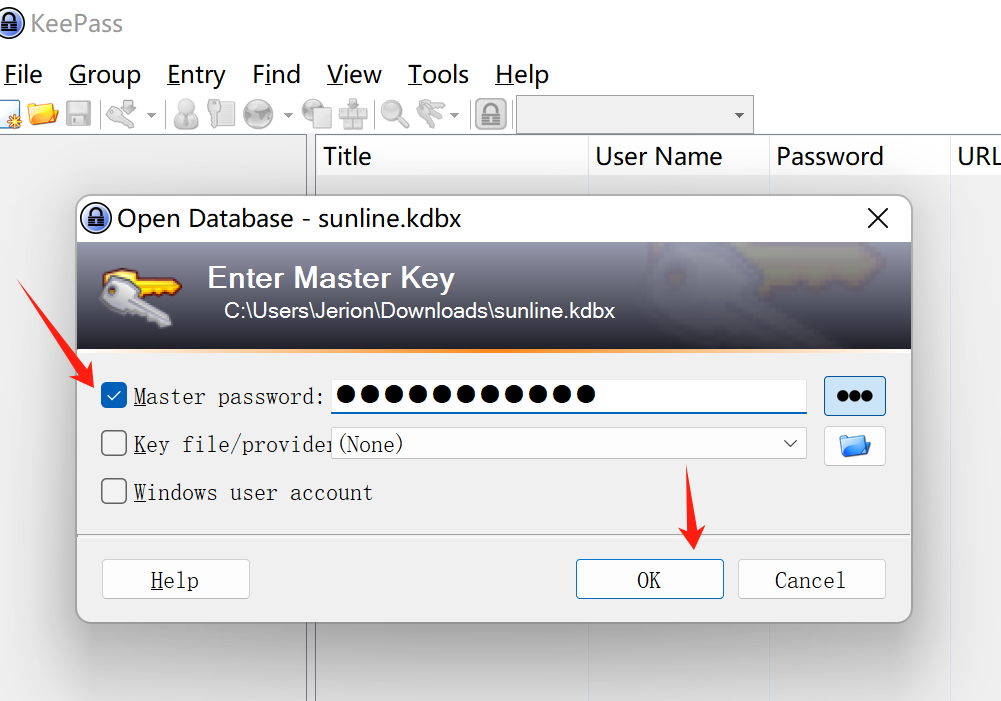 KeePass
File Group Entry Find View Tools Help
Title User Name Password URL
Open Database - sunline.kdbx
Enter Master Key
C:\Users\Jerion\Downloads\sunline.kdbx
Master password: ●●●●●●●●●●●
Key file/provider (None)
Windows user account
Help OK Cancel